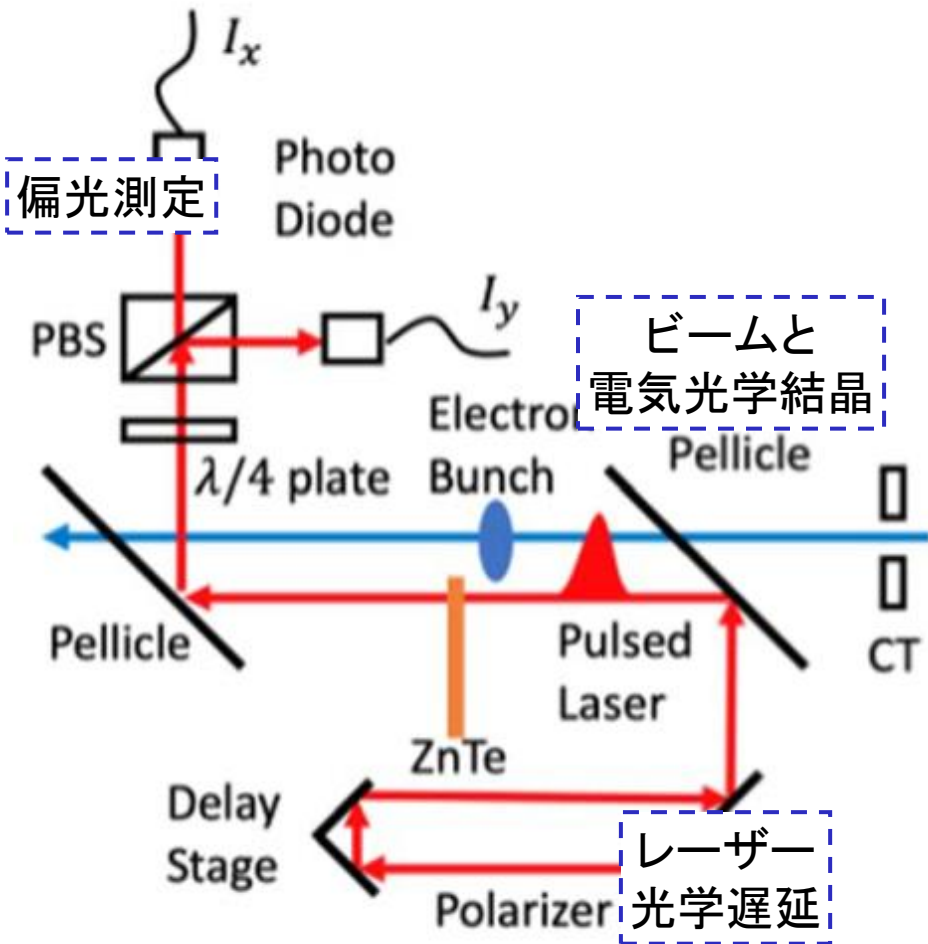 I_x
Photo
Diode
偏光測定
PBS
I_y
ビームと
電気光学結晶
Electron
Bunch
Pellicle
λ/4 plate
Pellicle
Pulsed
Laser
CT
ZnTe
Delay
Stage
レーザー
光学遅延
Polarizer